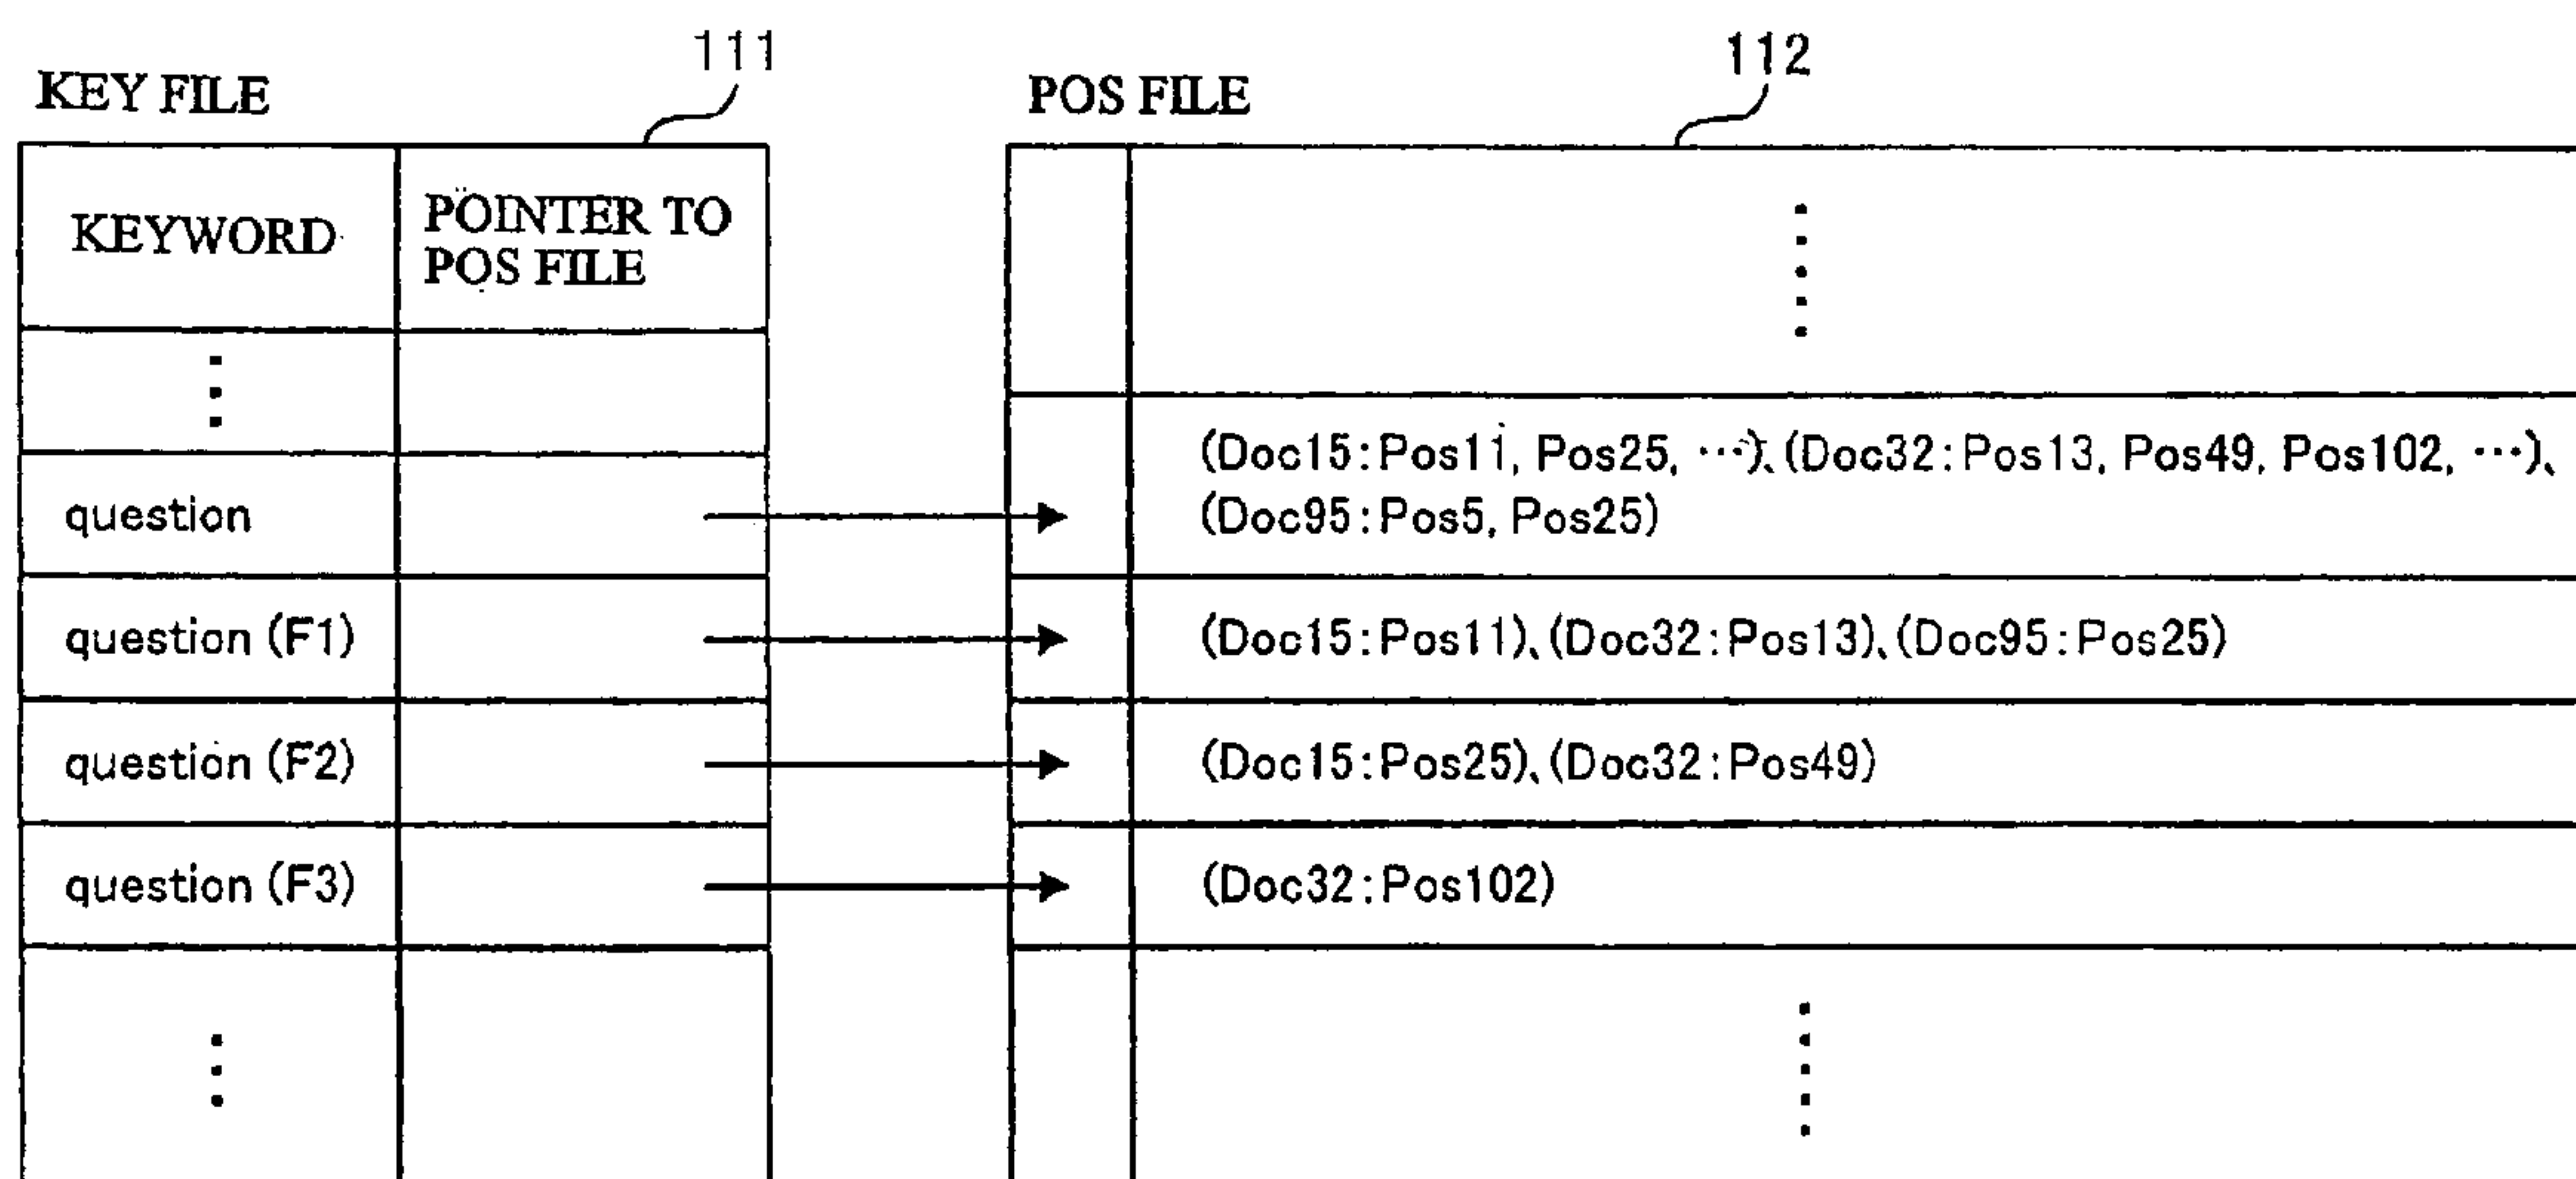 111
112
KEY FILE
POS FILE
KEYWORD
POINTER TO
POS FILE
(Doc15:Pos11, Pos25, …)、(Doc32:Pos13, Pos49, Pos102, …)、
question
(Doc95:Pos5, Pos25)
question (F1)
(Doc15:Pos11)、(Doc32:Pos13)、(Doc95:Pos25)
question (F2)
(Doc15:Pos25)、(Doc32:Pos49)
question (F3)
(Doc32:Pos102)